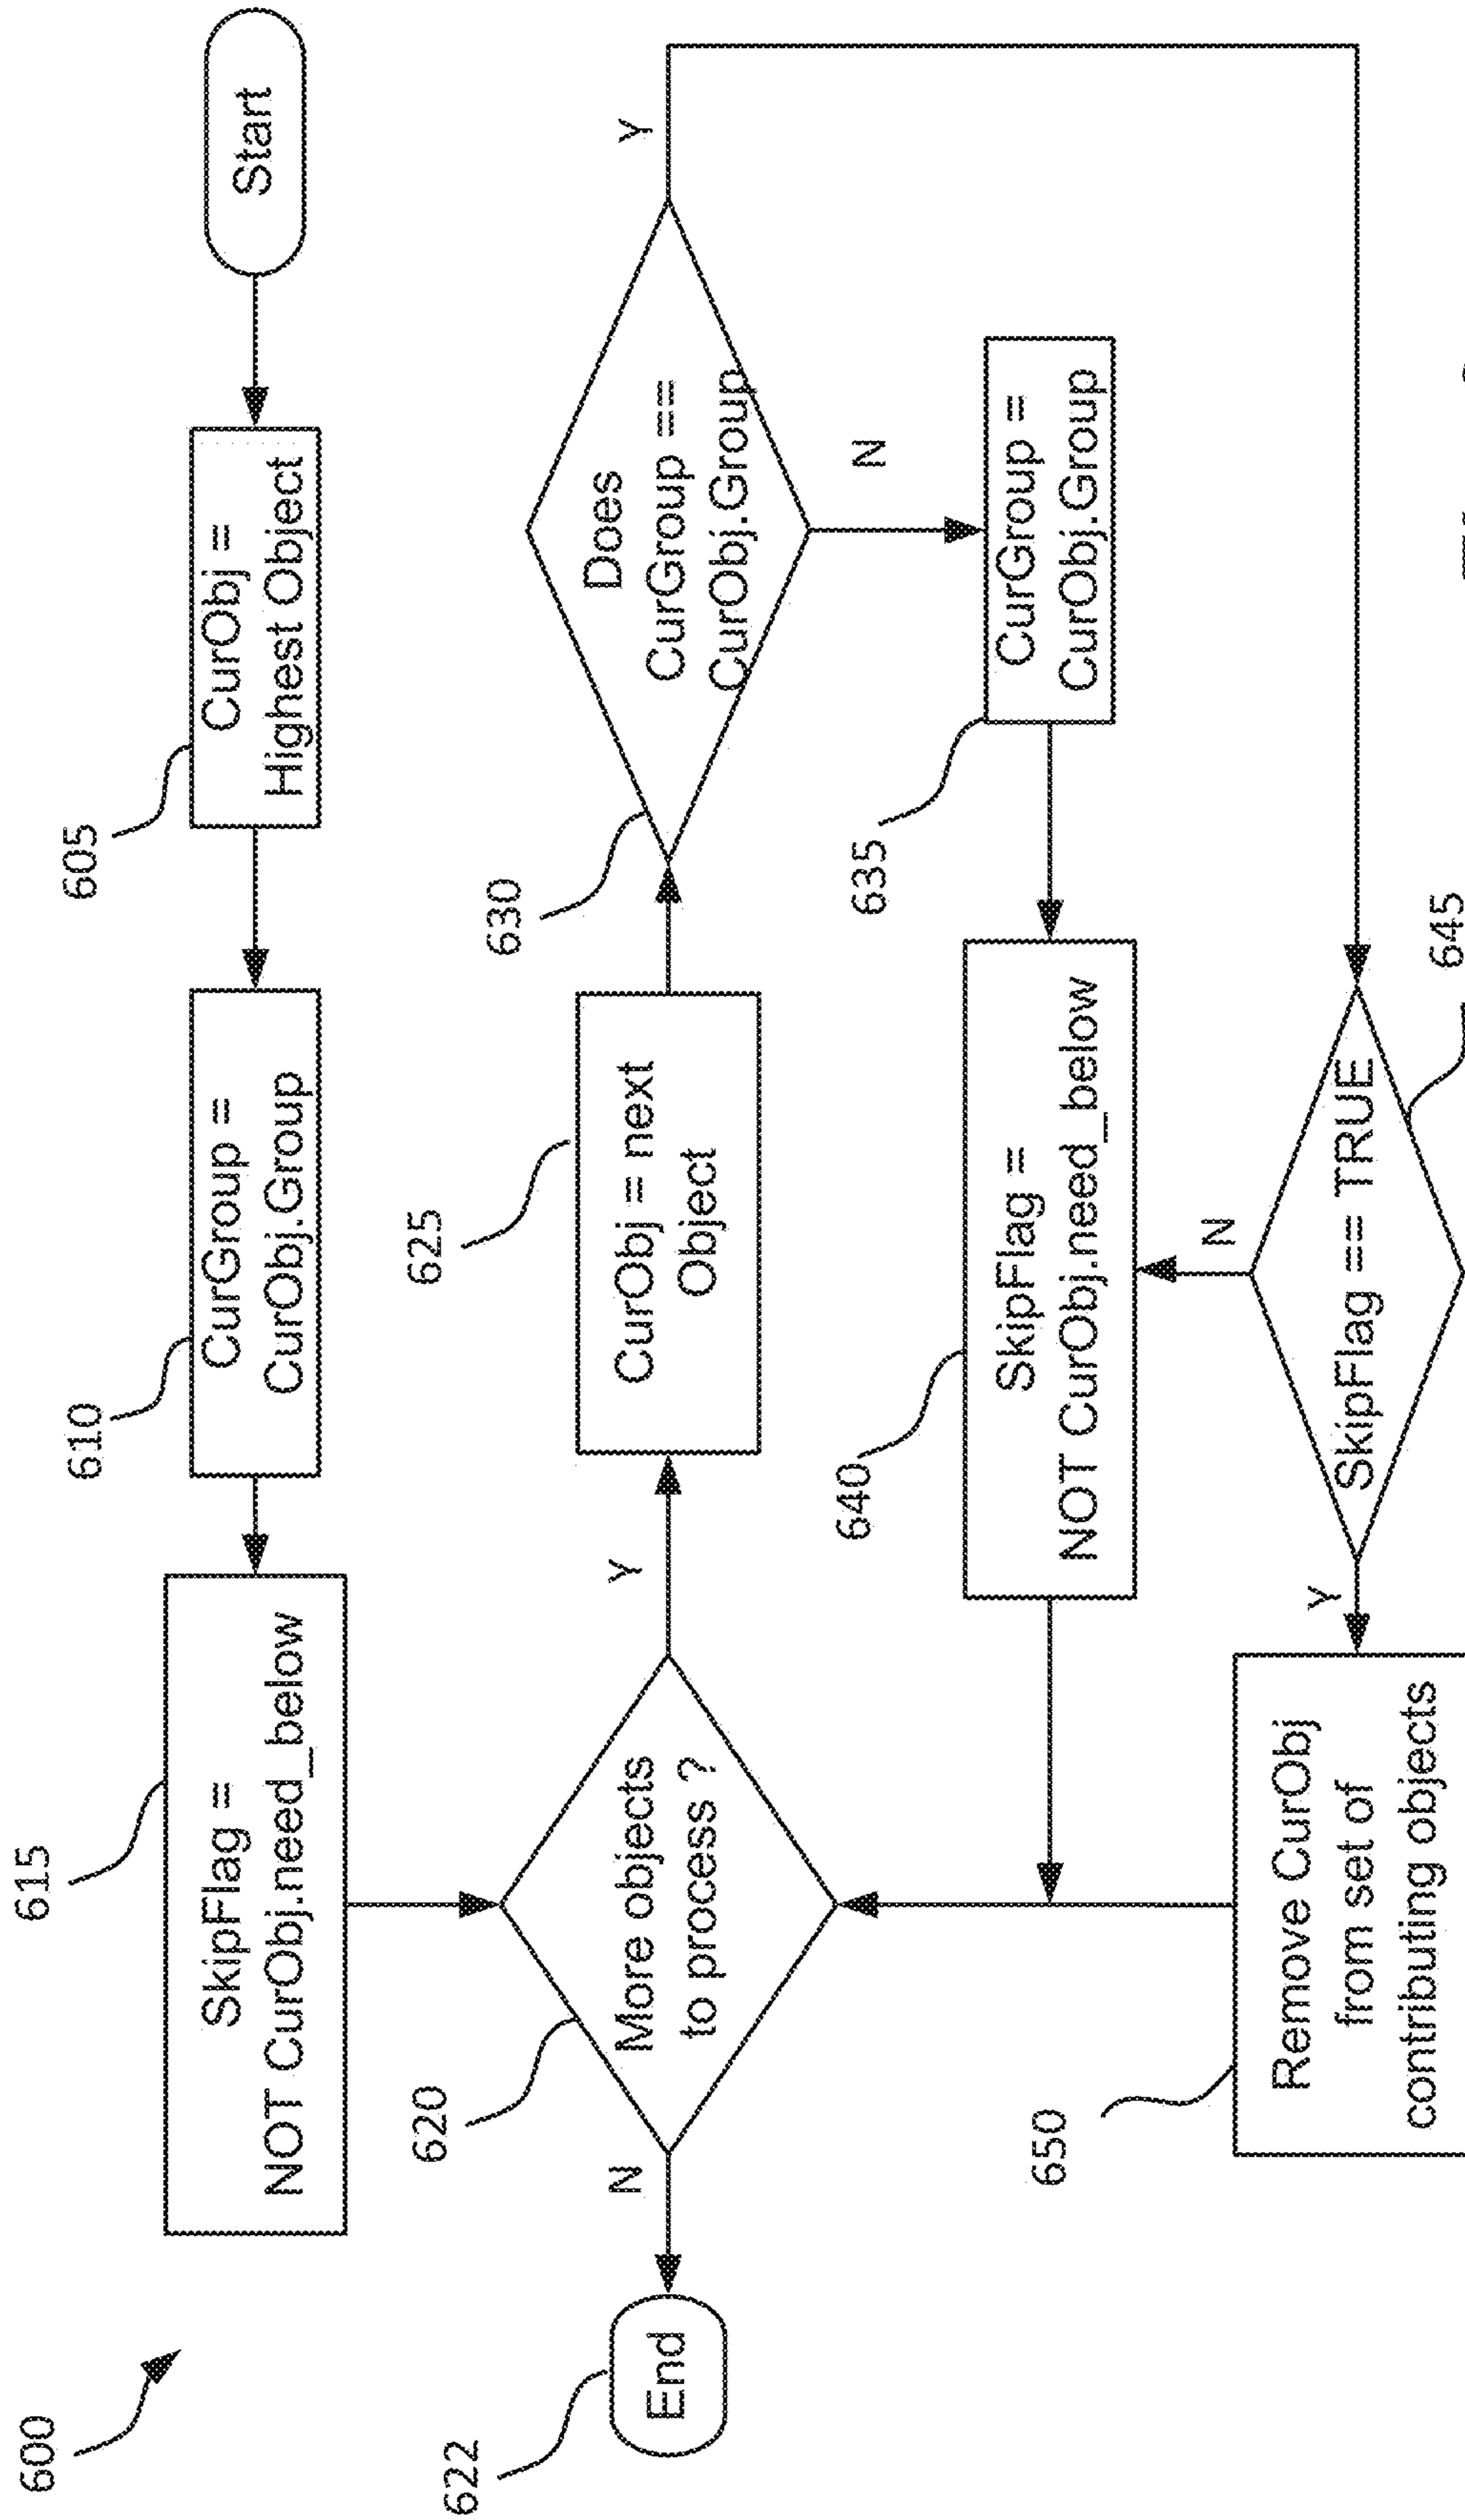 600
Start
605
CurObj =
Highest Object
610
CurGroup =
CurObj.Group
615
SkipFlag =
NOT CurObj.need_below
620
More objects
to process ?
N
622
End
Y
625
CurObj = next
Object
630
Does
CurGroup ==
CurObj.Group
Y
N
635
CurGroup =
CurObj.Group
640
SkipFlag =
NOT CurObj.need_below
N
645
SkipFlag == TRUE
Y
650
Remove CurObj
from set of
contributing objects